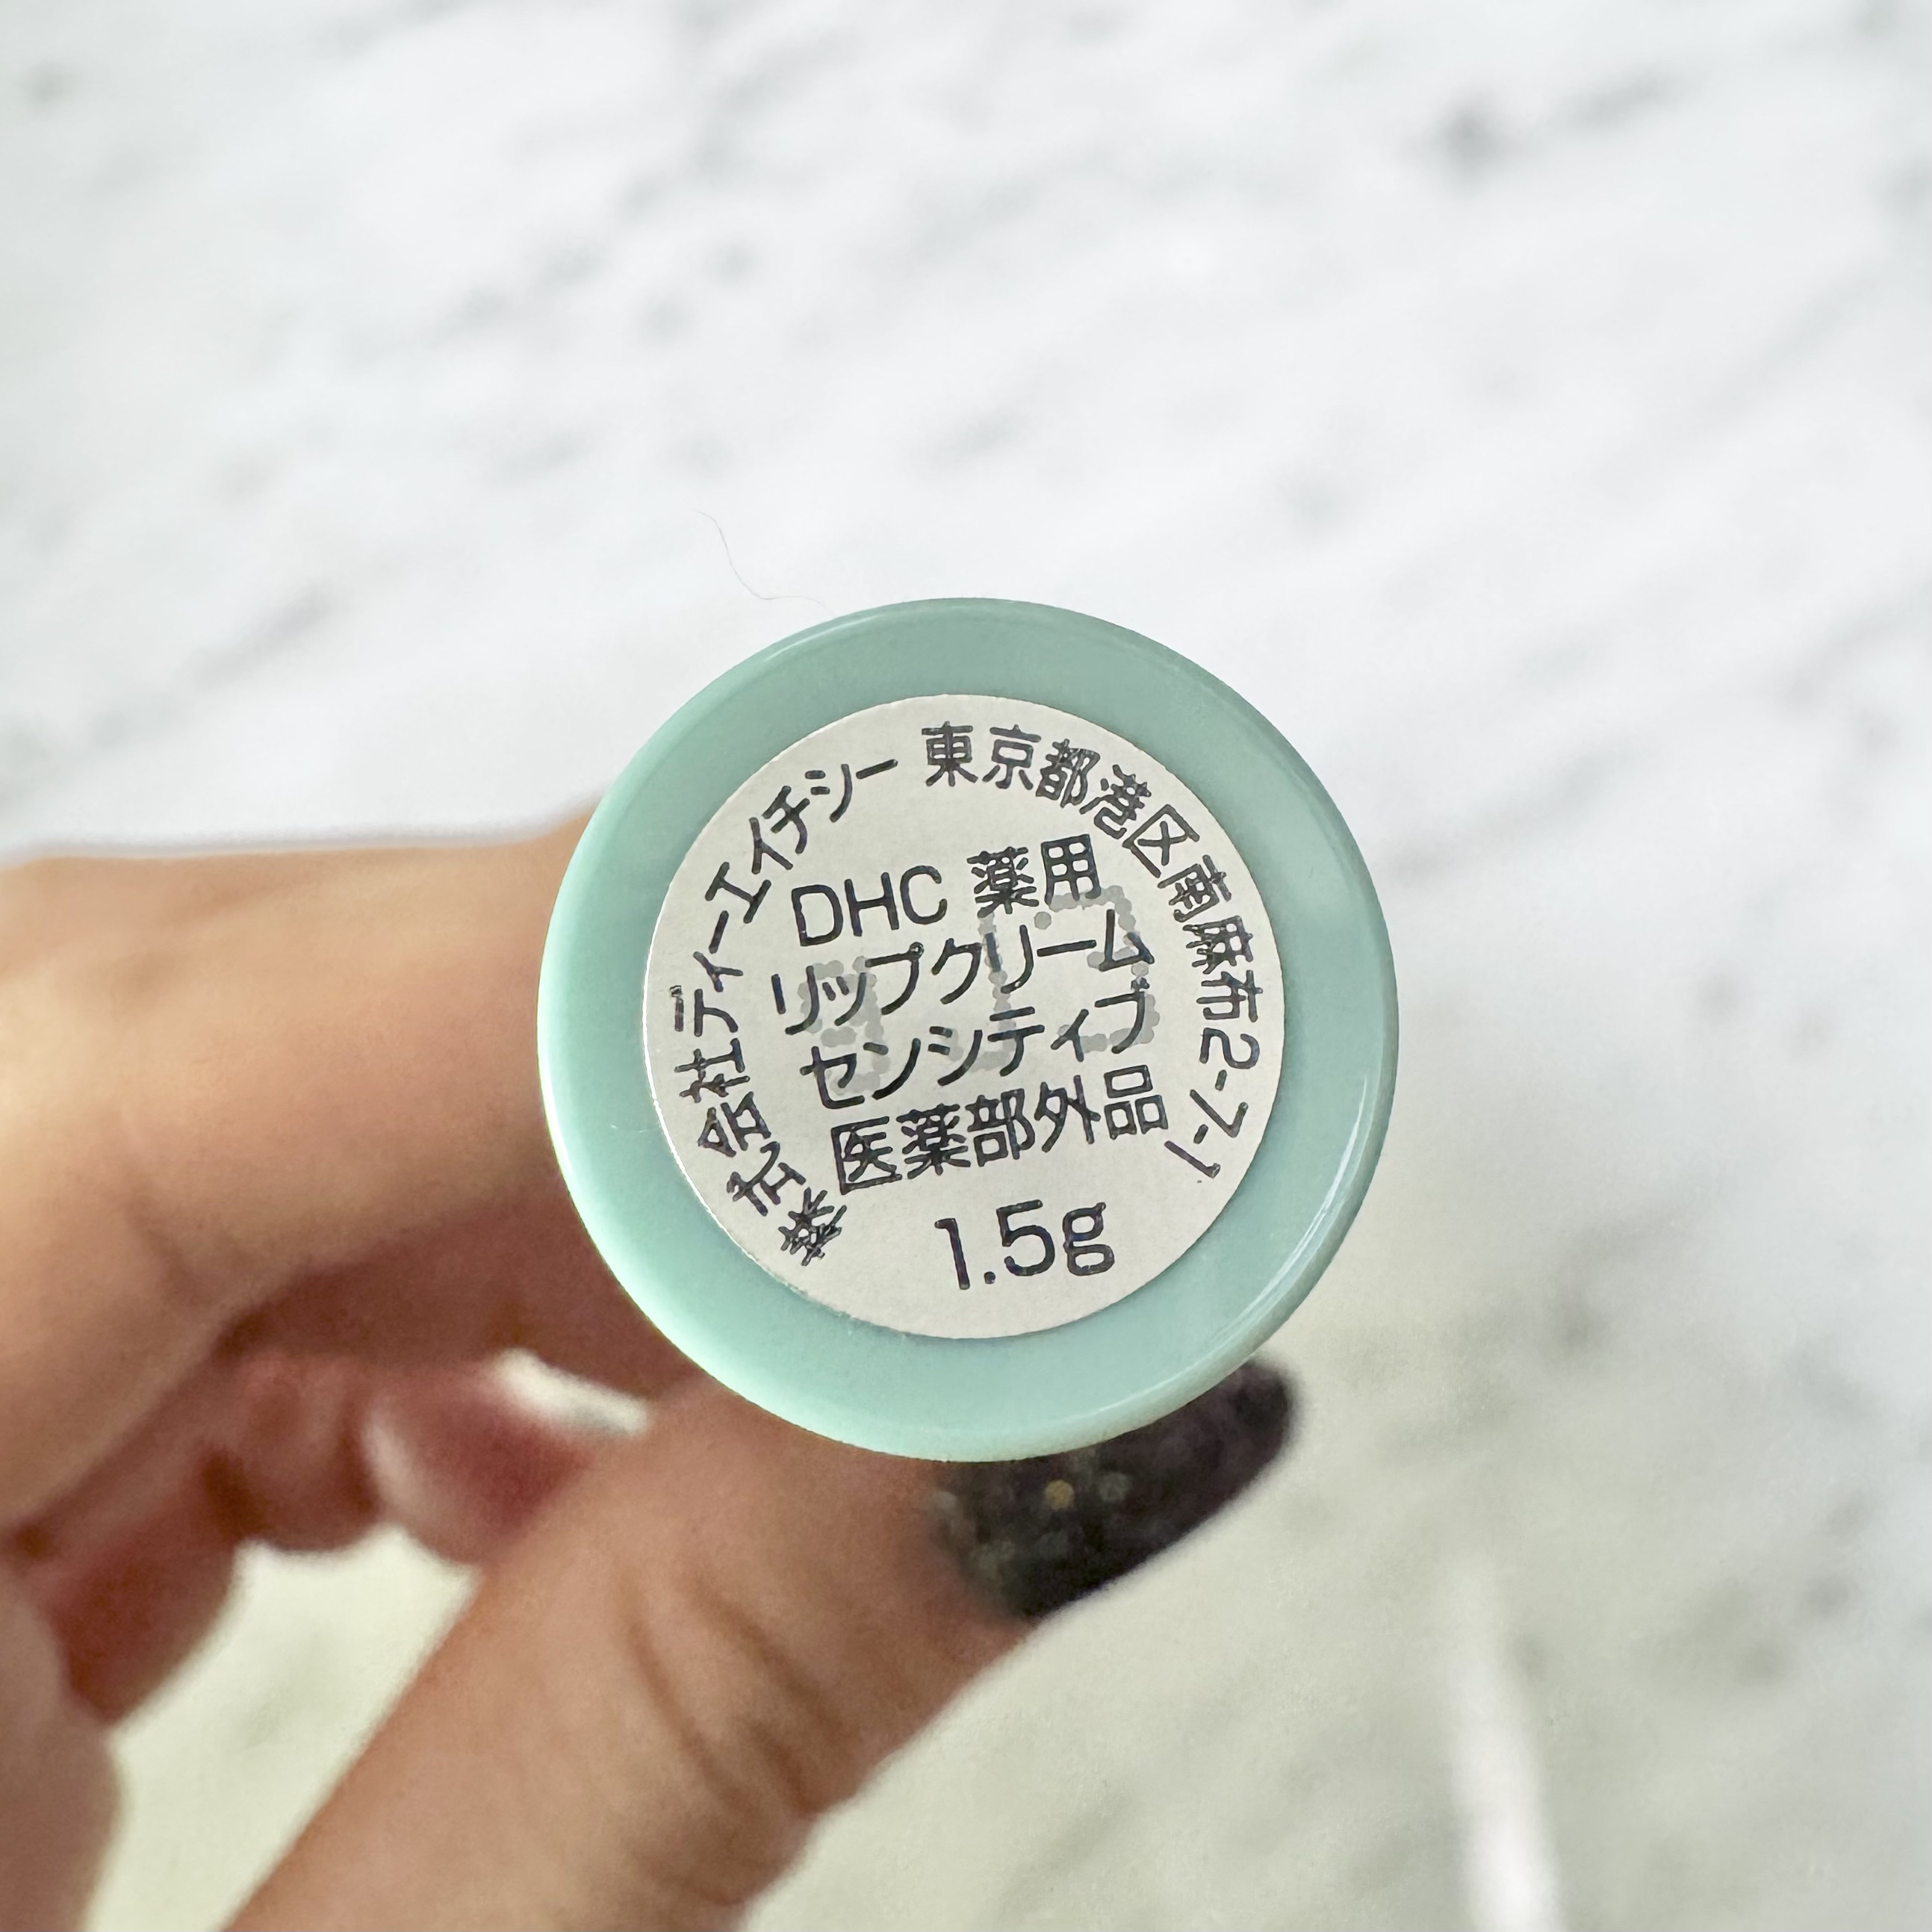 株式会社ディーエイチシー 東京都港区南麻布2-7-1
DHC 薬用
リップクリーム
センシティブ
医薬部外品
1.5g